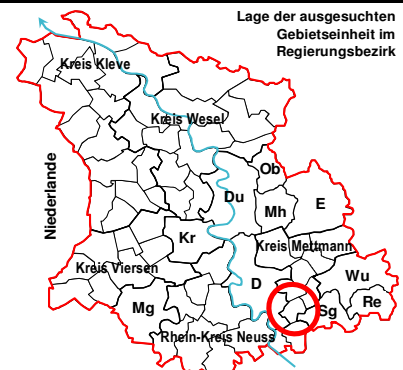 Lage der ausgesuchten
Gebietseinheit im
Regierungsbezirk
Kreis Kleve
Kreis Wesel
Niederlande
Ob
Du
Mh
E
Kr
Kreis Mettmann
Kreis Viersen
D
Wu
Mg
Sg
Re
Rhein-Kreis Neuss